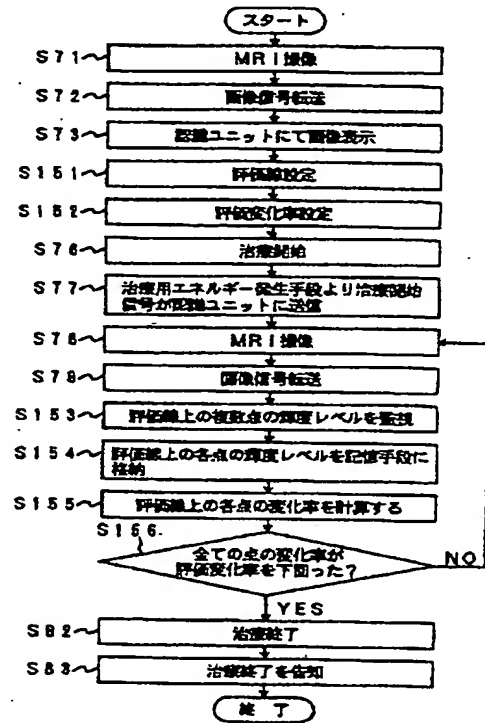 スタート
S71 MRI撮像
S72 画像信号転送
S73 認識ユニットにて画像表示
S151 評価線設定
S152 評価変化率設定
S76 治療開始
S77 治療用エネルギー発生手段より治療開始
信号が認識ユニットに送信
S78 MRI撮像
S79 画像信号転送
S153 評価線上の複数点の輝度レベルを監視
S154 評価線上の各点の輝度レベルを記憶手段に
格納
S155 評価線上の各点の変化率を計算する
S156
全ての点の変化率が
評価変化率を下回った?
NO
YES
S82 治療終了
S83 治療終了を告知
終了